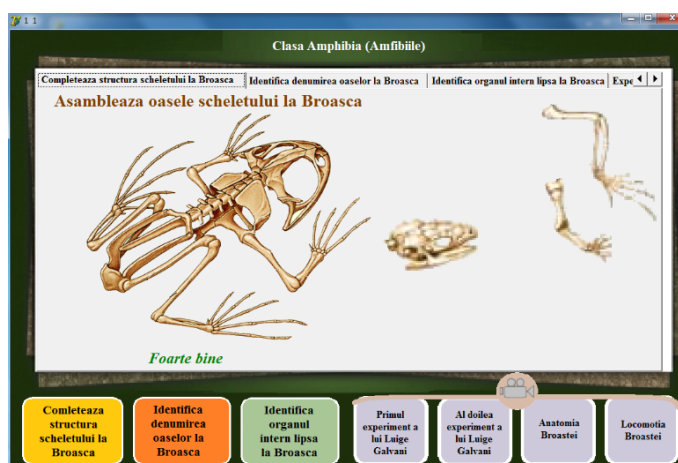 1 1
Clasa Amphibia (Amfibiile)
Completeaza structura scheletului la Broasca
Identifica denumirea oaselor la Broasca
Identifica organul intern lipsa la Broasca
Expe
Asambleaza oasele scheletului la Broasca
Foarte bine
Comleteaza
structura
scheletului la
Broasca
Identifica
denumirea
oaselor la
Broasca
Identifica
organul
intern lipsa
la Broasca
Primul
experiment a
lui Luige
Galvani
Al doilea
experiment a
lui Luige
Galvani
Anatomia
Broastei
Locomotia
Broastei